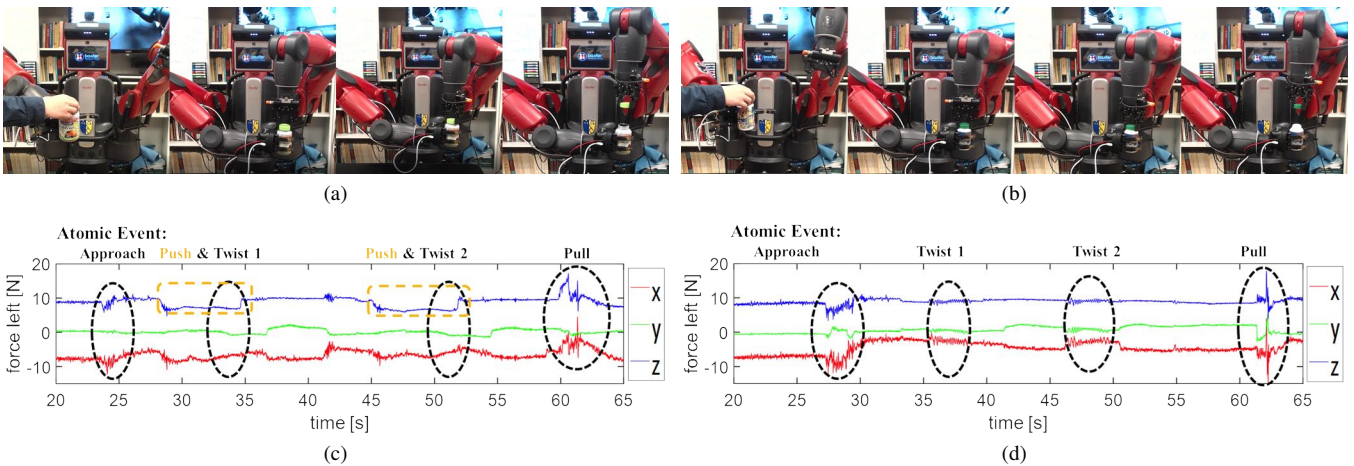 (a)
(b)
Atomic Event:
Approach Push & Twist 1 Push & Twist 2 Pull
force left [N]
20
10
0
-10
20 25 30 35 40 45 50 55 60 65
time [s]
x
y
z
(c)
Atomic Event:
Approach Twist 1 Twist 2 Pull
force left [N]
20
10
0
-10
20 25 30 35 40 45 50 55 60 65
time [s]
x
y
z
(d)